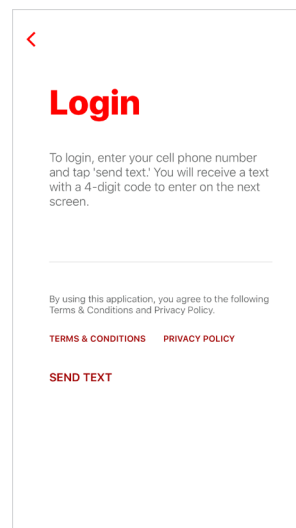 Login
To login, enter your cell phone number
and tap 'send text.' You will receive a text
with a 4-digit code to enter on the next
screen.
By using this application, you agree to the following
Terms & Conditions and Privacy Policy.
TERMS & CONDITIONS PRIVACY POLICY
SEND TEXT